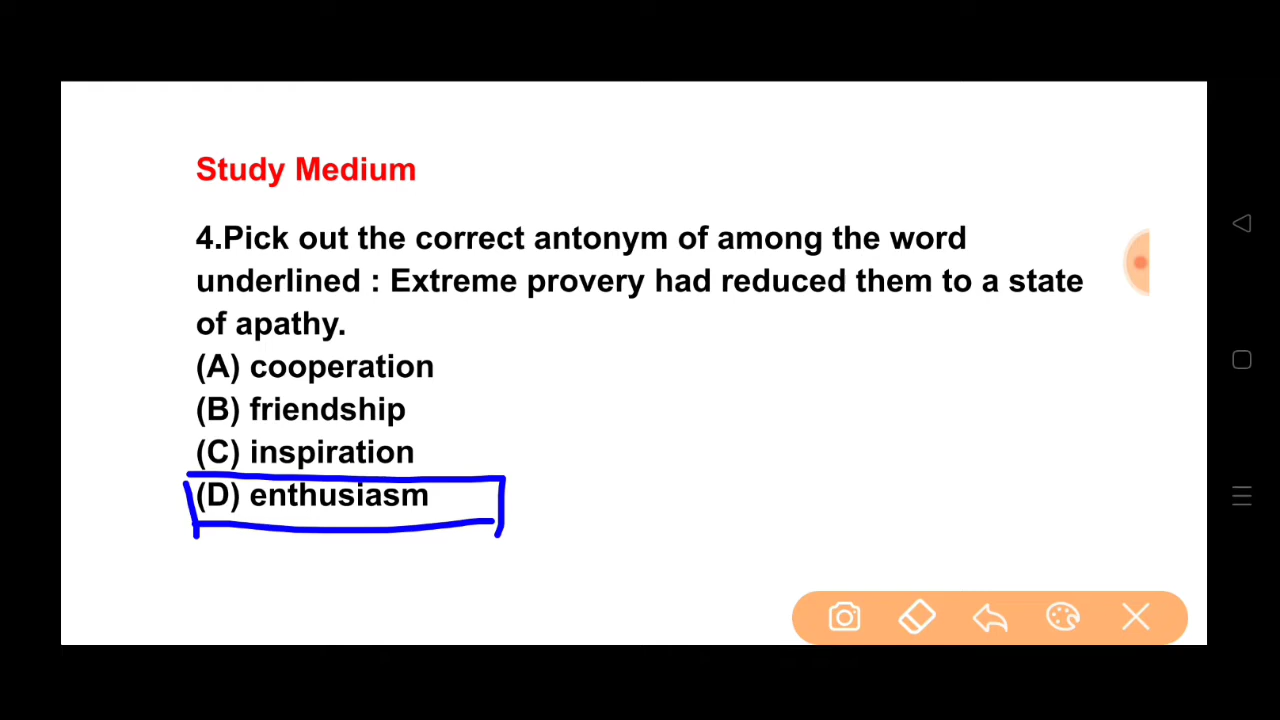 Study Medium
4.Pick out the correct antonym of among the word
underlined : Extreme provery had reduced them to a state
of apathy.
(A) cooperation
(B) friendship
(C) inspiration
(D) enthusiasm